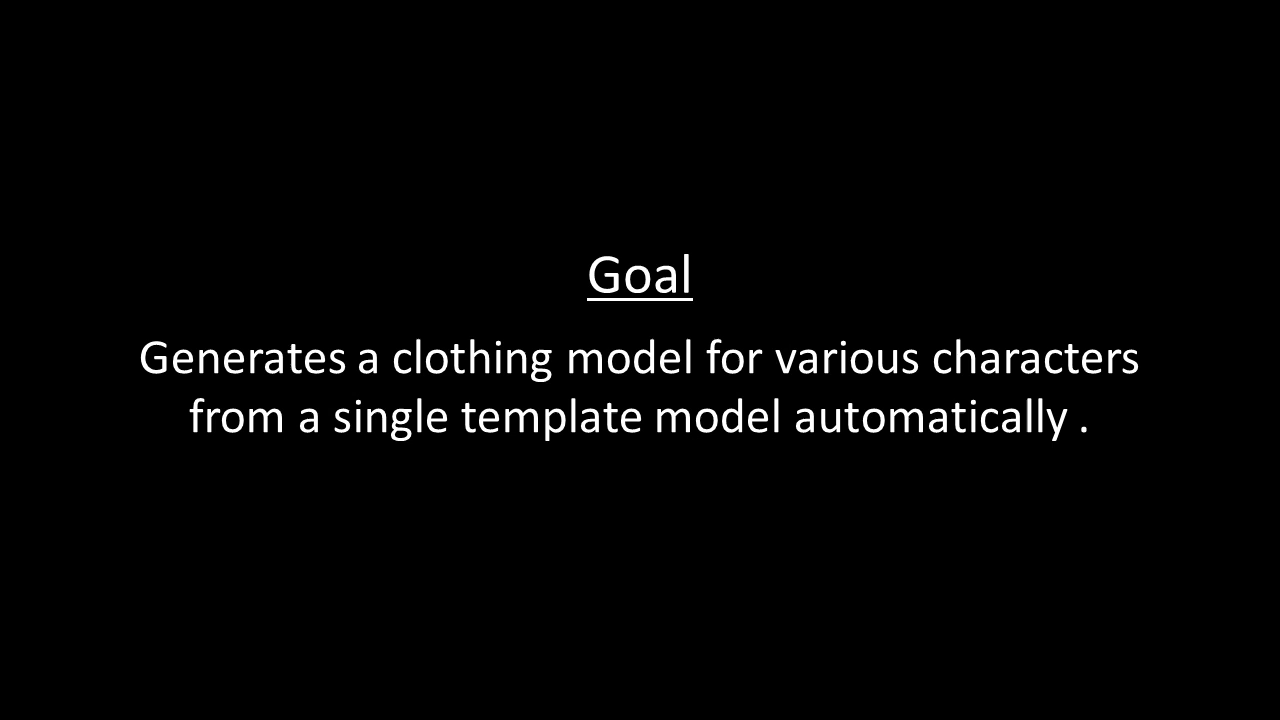 Goal
Generates a clothing model for various characters
from a single template model automatically .